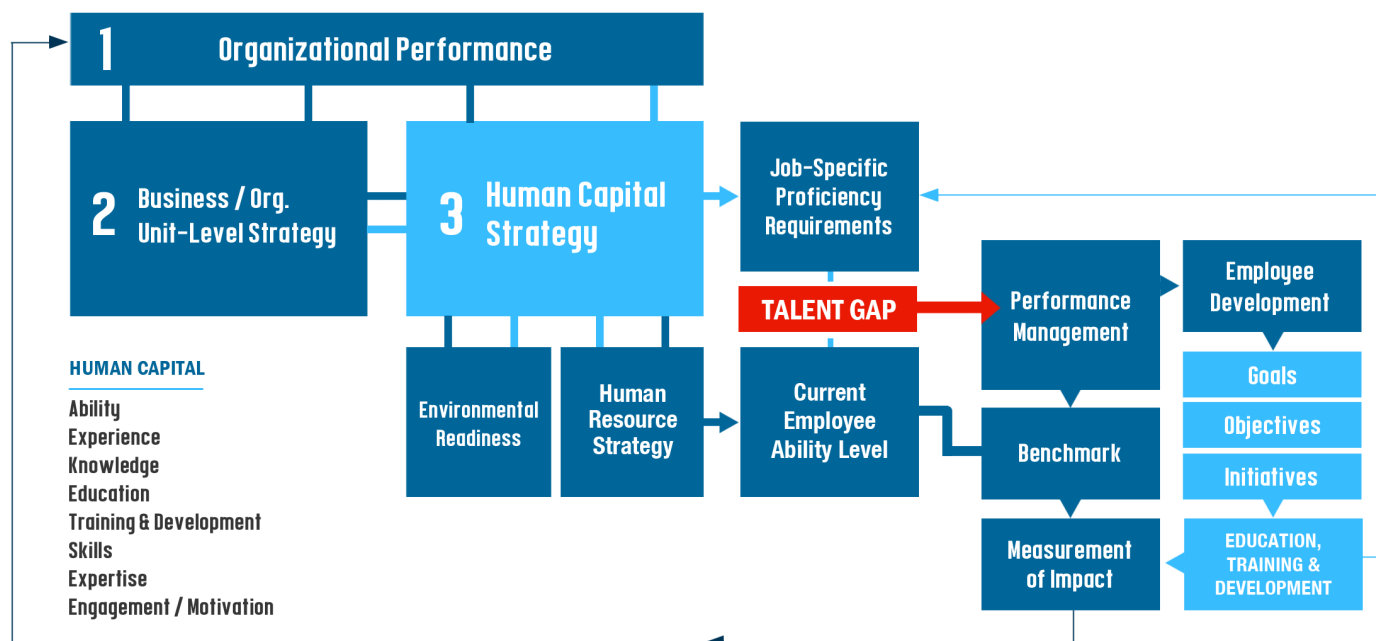 1
Organizational Performance
2
Business / Org.
Unit-Level Strategy
3
Human Capital
Strategy
Job-Specific
Proficiency
Requirements
TALENT GAP
Performance
Management
Employee
Development
Goals
Objectives
Initiatives
EDUCATION,
TRAINING &
DEVELOPMENT
Environmental
Readiness
Human
Resource
Strategy
Current
Employee
Ability Level
Benchmark
Measurement
of Impact
HUMAN CAPITAL
Ability
Experience
Knowledge
Education
Training & Development
Skills
Expertise
Engagement / Motivation